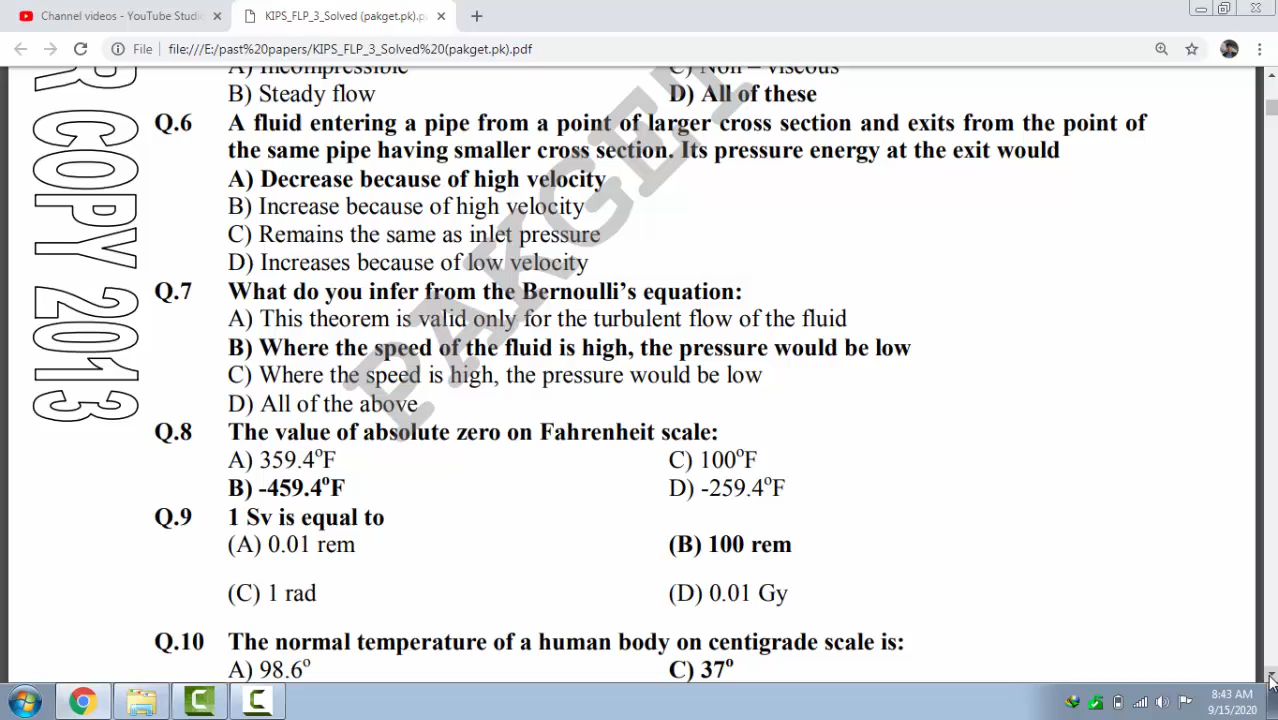 Channel videos - YouTube Studi
KIPS_FLP_3_Solved (pakget.pk).p
File file:///E:/past%20papers/KIPS_FLP_3_Solved%20(pakget.pk).pdf
A) Incompressible C) Non – viscous
B) Steady flow D) All of these
Q.6 A fluid entering a pipe from a point of larger cross section and exits from the point of
the same pipe having smaller cross section. Its pressure energy at the exit would
A) Decrease because of high velocity
B) Increase because of high velocity
C) Remains the same as inlet pressure
D) Increases because of low velocity
Q.7 What do you infer from the Bernoulli's equation:
A) This theorem is valid only for the turbulent flow of the fluid
B) Where the speed of the fluid is high, the pressure would be low
C) Where the speed is high, the pressure would be low
D) All of the above
Q.8 The value of absolute zero on Fahrenheit scale:
A) 359.4°F C) 100°F
B) -459.4°F D) -259.4°F
Q.9 1 Sv is equal to
(A) 0.01 rem (B) 100 rem
(C) 1 rad (D) 0.01 Gy
Q.10 The normal temperature of a human body on centigrade scale is:
A) 98.6° C) 37°
R COPY 2013
PAKGET
8:43 AM
9/15/2020